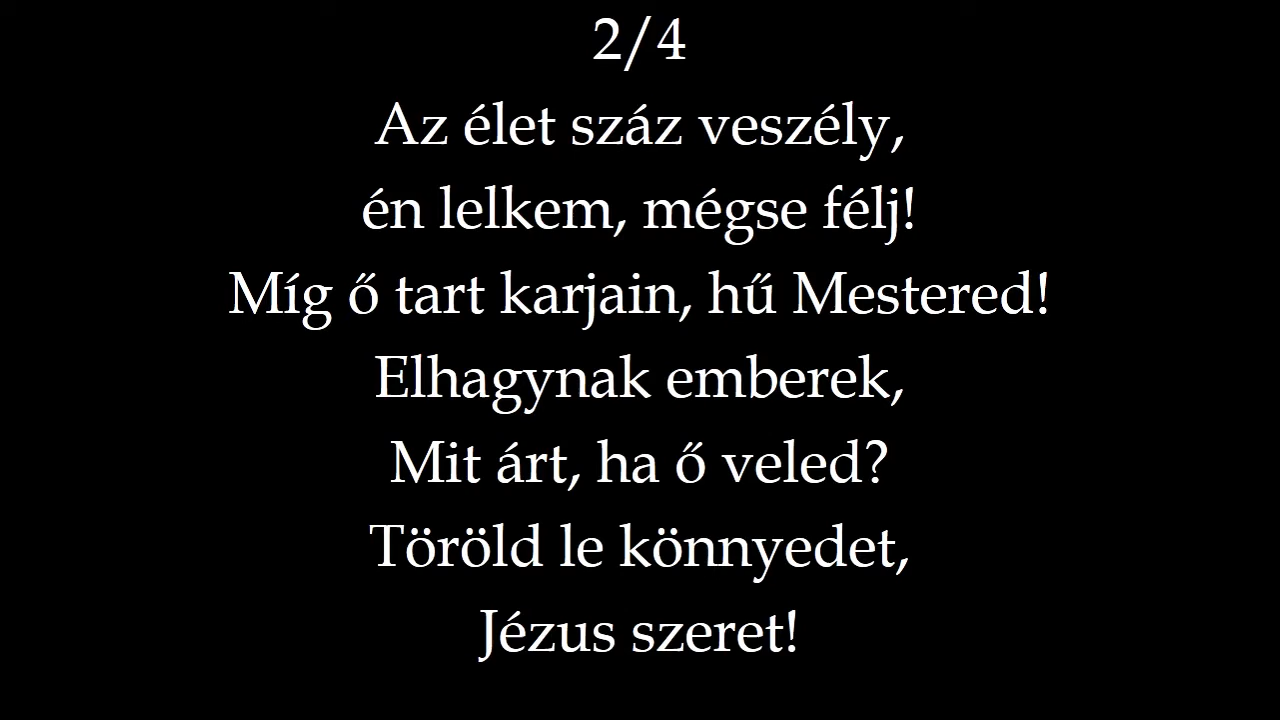 2/4
Az élet száz veszély,
én lelkem, mégse félj!
Míg ő tart karjain, hű Mestered!
Elhagynak emberek,
Mit árt, ha ő veled?
Töröld le könnyedet,
Jézus szeret!